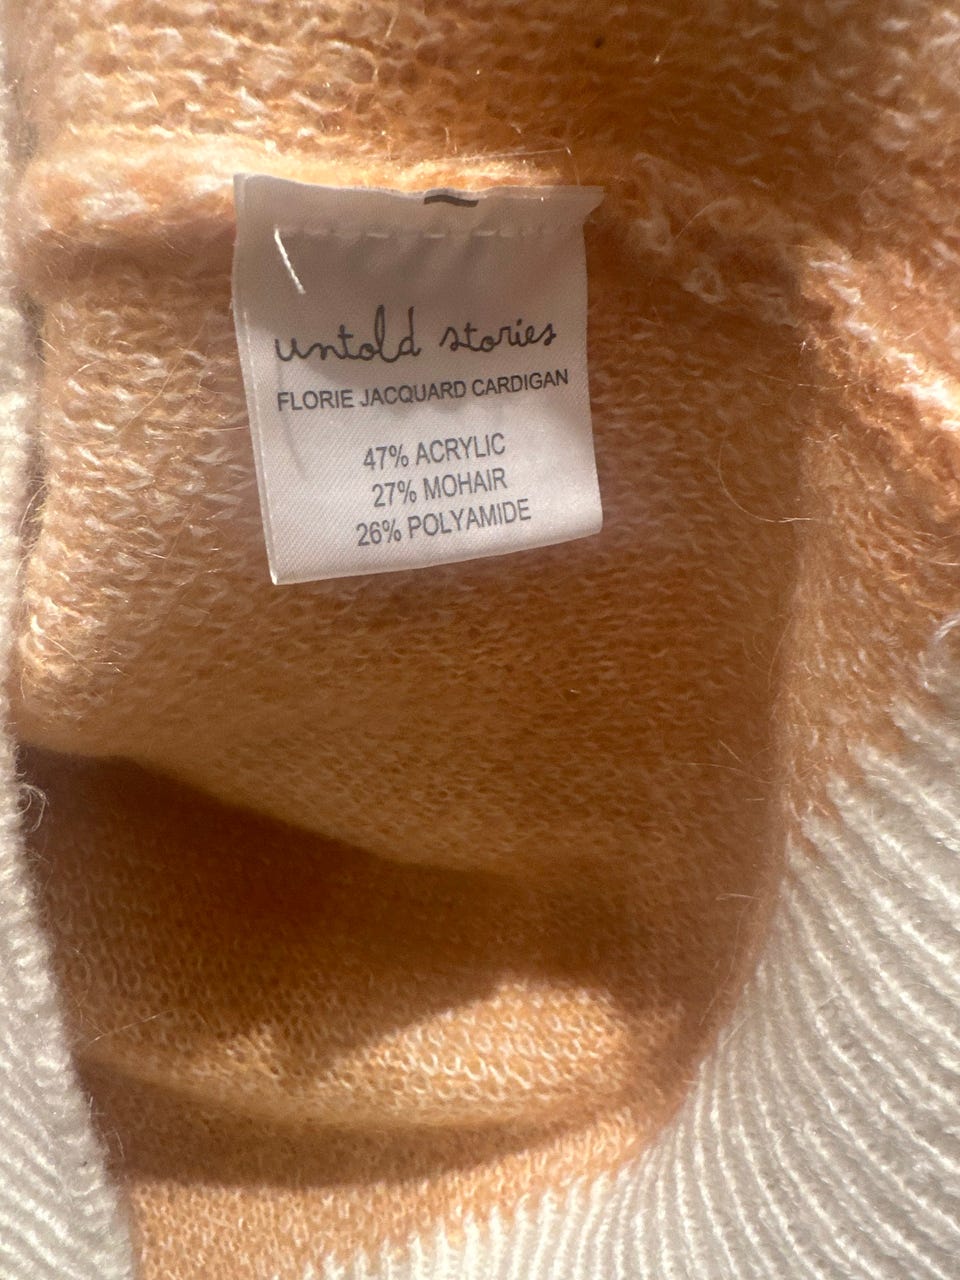 untold stories
FLORIE JACQUARD CARDIGAN
47% ACRYLIC
27% MOHAIR
26% POLYAMIDE